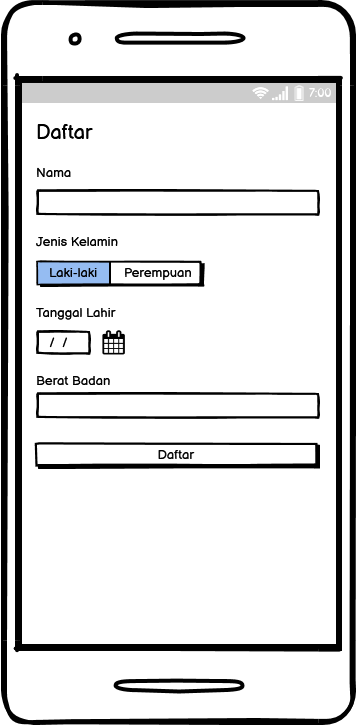 7:00
Daftar
Nama
Jenis Kelamin
Laki-laki Perempuan
Tanggal Lahir
/ /
Berat Badan
Daftar